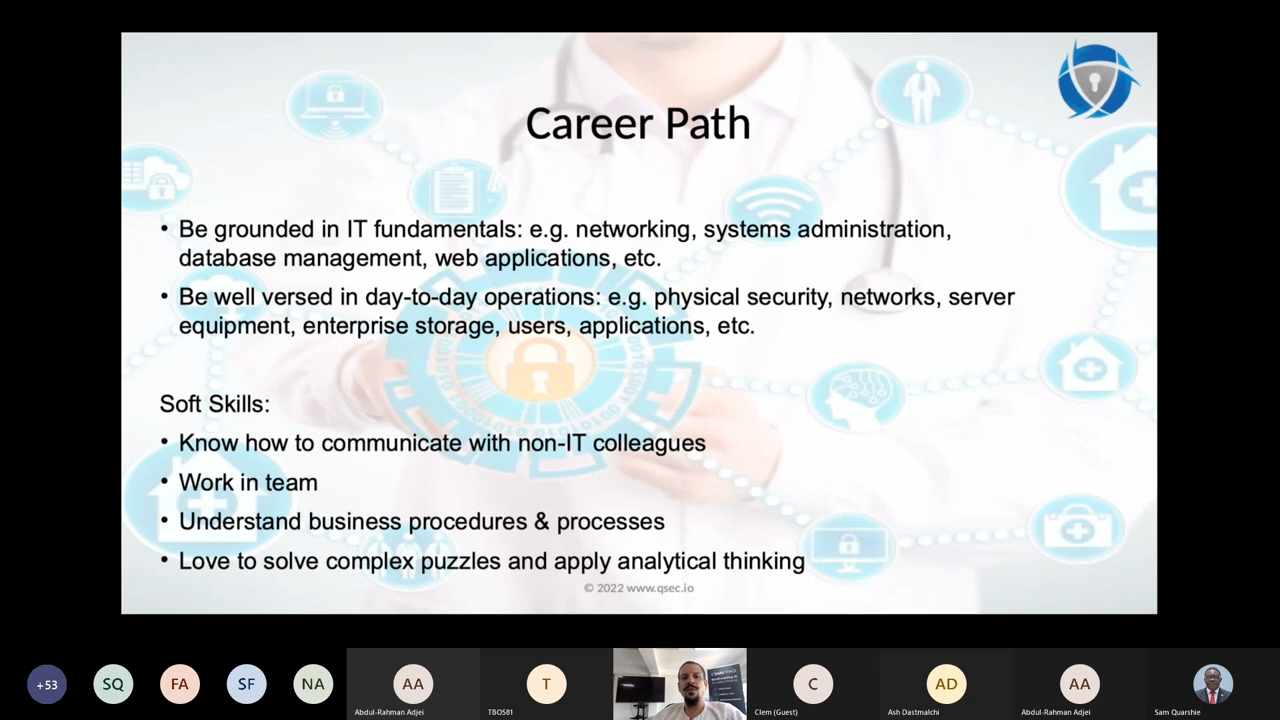 Career Path
• Be grounded in IT fundamentals: e.g. networking, systems administration,
database management, web applications, etc.
• Be well versed in day-to-day operations: e.g. physical security, networks, server
equipment, enterprise storage, users, applications, etc.
Soft Skills:
• Know how to communicate with non-IT colleagues
• Work in team
• Understand business procedures & processes
• Love to solve complex puzzles and apply analytical thinking
© 2022 www.qsec.io
+53
SQ
FA
SF
NA
AA
Abdul-Rahman Adjei
T
TBOS81
C
Clem (Guest)
AD
Ash Dastmalchi
AA
Abdul-Rahman Adjei
Sam Quarshie